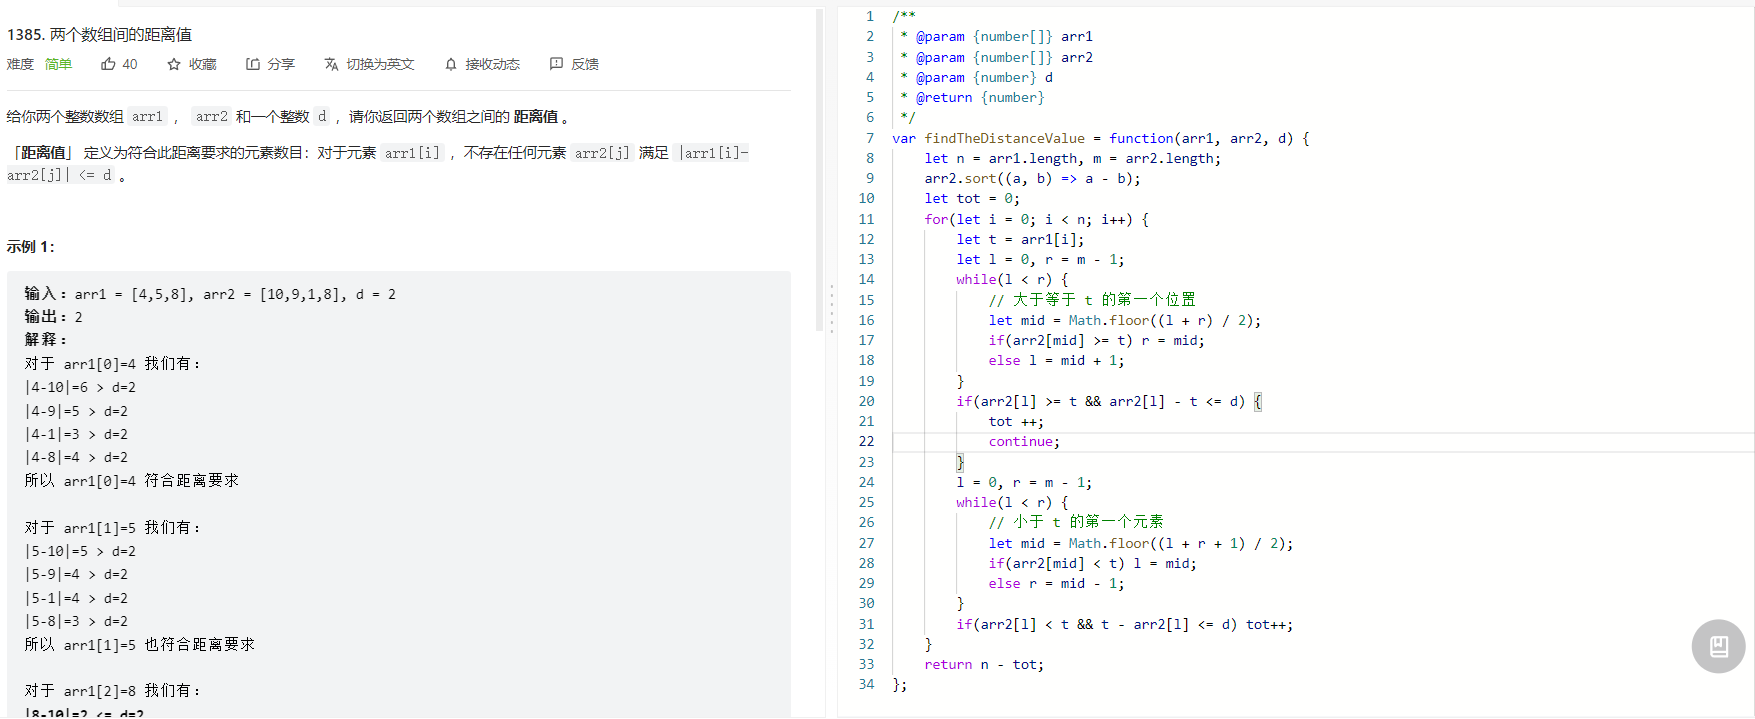 1385. 两个数组间的距离值
难度 简单 40 收藏 分享 切换为英文 接收动态 反馈
给你两个整数数组 arr1 ， arr2 和一个整数 d ，请你返回两个数组之间的 距离值 。
「距离值」 定义为符合此距离要求的元素数目：对于元素 arr1[i] ，不存在任何元素 arr2[j] 满足 |arr1[i]-
arr2[j]| <= d 。
示例 1：
输入：arr1 = [4,5,8], arr2 = [10,9,1,8], d = 2
输出：2
解释：
对于 arr1[0]=4 我们有：
|4-10|=6 > d=2
|4-9|=5 > d=2
|4-1|=3 > d=2
|4-8|=4 > d=2
所以 arr1[0]=4 符合距离要求
对于 arr1[1]=5 我们有：
|5-10|=5 > d=2
|5-9|=4 > d=2
|5-1|=4 > d=2
|5-8|=3 > d=2
所以 arr1[1]=5 也符合距离要求
对于 arr1[2]=8 我们有：
|8-10|=2 <= d=2
1 /**
2 * @param {number[]} arr1
3 * @param {number[]} arr2
4 * @param {number} d
5 * @return {number}
6 */
7 var findTheDistanceValue = function(arr1, arr2, d) {
8 let n = arr1.length, m = arr2.length;
9 arr2.sort((a, b) => a - b);
10 let tot = 0;
11 for(let i = 0; i < n; i++) {
12 let t = arr1[i];
13 let l = 0, r = m - 1;
14 while(l < r) {
15 // 大于等于 t 的第一个位置
16 let mid = Math.floor((l + r) / 2);
17 if(arr2[mid] >= t) r = mid;
18 else l = mid + 1;
19 }
20 if(arr2[l] >= t && arr2[l] - t <= d) {
21 tot ++;
22 continue;
23 }
24 l = 0, r = m - 1;
25 while(l < r) {
26 // 小于 t 的第一个元素
27 let mid = Math.floor((l + r + 1) / 2);
28 if(arr2[mid] < t) l = mid;
29 else r = mid - 1;
30 }
31 if(arr2[l] < t && t - arr2[l] <= d) tot++;
32 }
33 return n - tot;
34 };